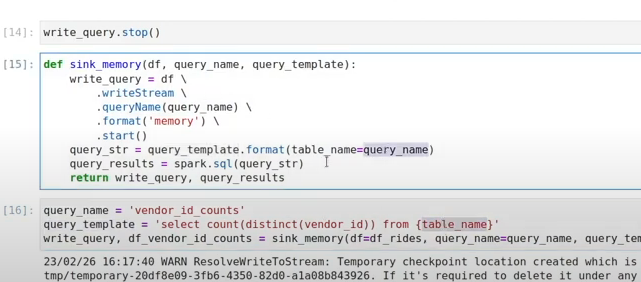 [14]: write_query.stop()
[15]: def sink_memory(df, query_name, query_template):
    write_query = df \
        .writeStream \
        .queryName(query_name) \
        .format('memory') \
        .start()
    query_str = query_template.format(table_name=query_name)
    query_results = spark.sql(query_str)
    return write_query, query_results
[16]: query_name = 'vendor_id_counts'
query_template = 'select count(distinct(vendor_id)) from {table_name}'
write_query, df_vendor_id_counts = sink_memory(df=df_rides, query_name=query_name, query_tem
23/02/26 16:17:40 WARN ResolveWriteToStream: Temporary checkpoint location created which is
tmp/temporary-20df8e09-3fb6-4350-82d0-a1a08b843926. If it's required to delete it under any